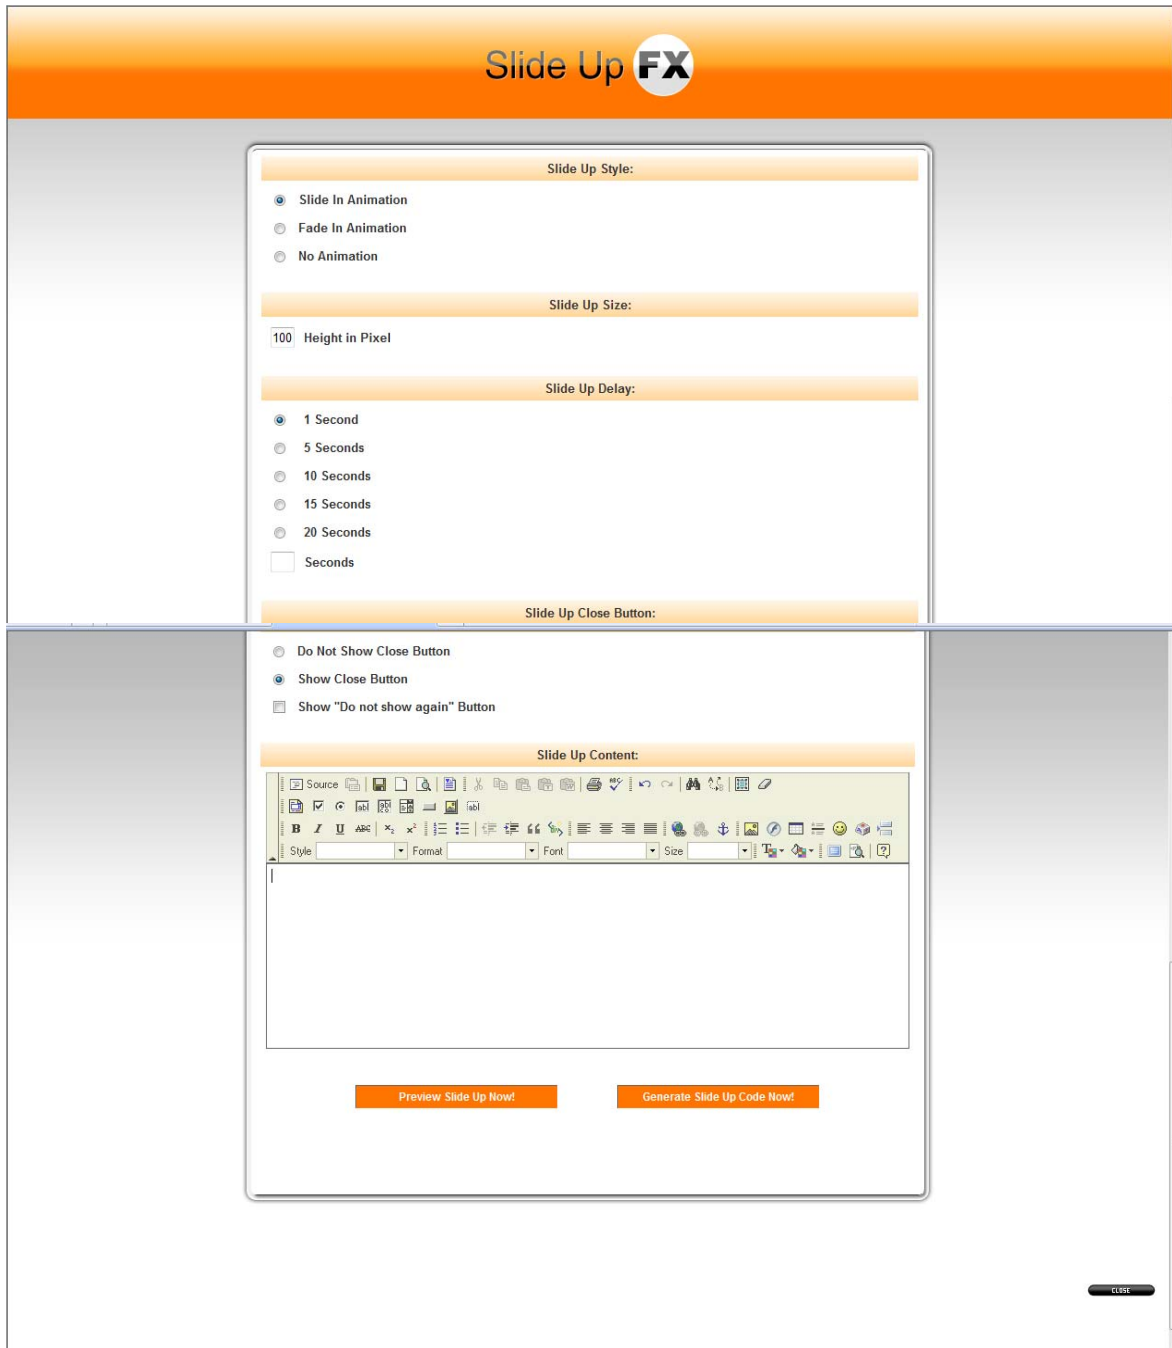 Slide Up FX
Slide Up Style:
Slide In Animation
Fade In Animation
No Animation
Slide Up Size:
100 Height in Pixel
Slide Up Delay:
1 Second
5 Seconds
10 Seconds
15 Seconds
20 Seconds
Seconds
Slide Up Close Button:
Do Not Show Close Button
Show Close Button
Show "Do not show again" Button
Slide Up Content:
Source
B I U ABC x₂ x²
Style Format Font Size
Preview Slide Up Now!
Generate Slide Up Code Now!
CLOSE